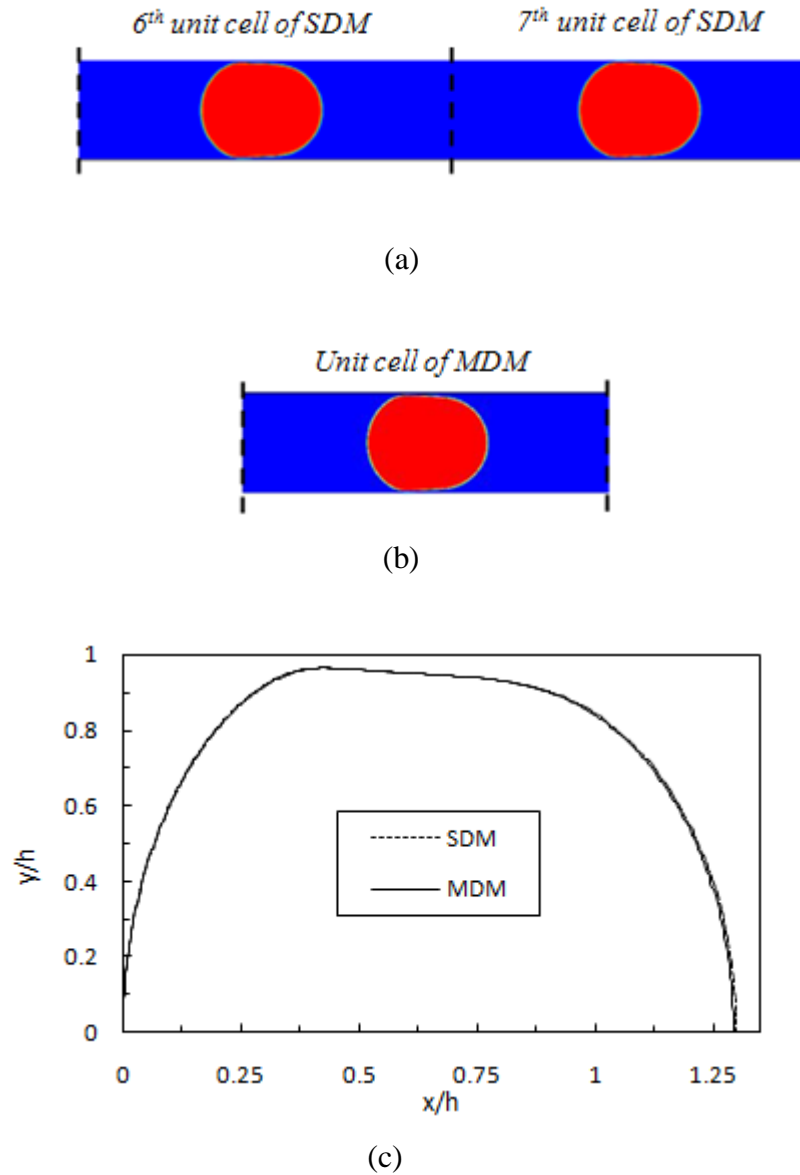 6th unit cell of SDM 7th unit cell of SDM
(a)
Unit cell of MDM
(b)
1
0.8
0.6
0.4
0.2
0
y/h
SDM
MDM
0 0.25 0.5 0.75 1 1.25
x/h
(c)